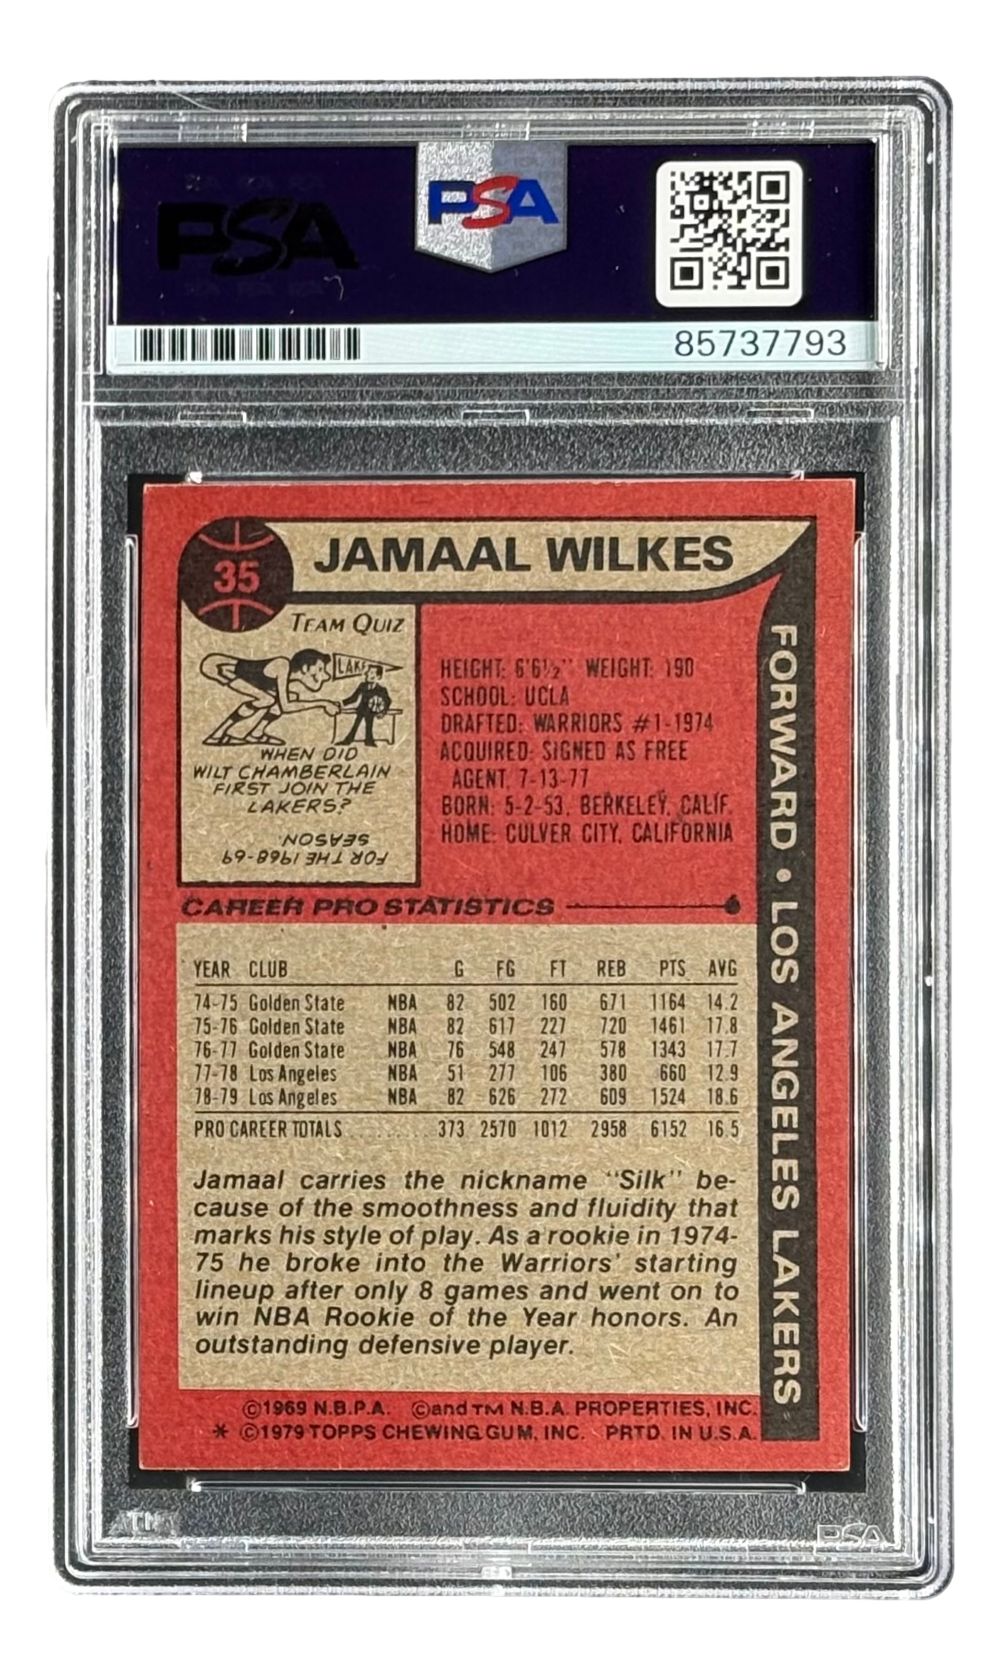 PSA
PSA
85737793
35
JAMAAL WILKES
TEAM QUIZ
LAKE
WHEN DID
WILT CHAMBERLAIN
FIRST JOIN THE
LAKERS?
FOR THE 1968-69
SEASON.
HEIGHT: 6'6½" WEIGHT: 190
SCHOOL: UCLA
DRAFTED: WARRIORS #1-1974
ACQUIRED: SIGNED AS FREE
AGENT, 7-13-77
BORN: 5-2-53, BERKELEY, CALIF.
HOME: CULVER CITY, CALIFORNIA
FORWARD • LOS ANGELES LAKERS
CAREER PRO STATISTICS
YEAR CLUB G FG FT REB PTS AVG
74-75 Golden State NBA 82 502 160 671 1164 14.2
75-76 Golden State NBA 82 617 227 720 1461 17.8
76-77 Golden State NBA 76 548 247 578 1343 17.7
77-78 Los Angeles NBA 51 277 106 380 660 12.9
78-79 Los Angeles NBA 82 626 272 609 1524 18.6
PRO CAREER TOTALS ........... 373 2570 1012 2958 6152 16.5
Jamaal carries the nickname "Silk" be-
cause of the smoothness and fluidity that
marks his style of play. As a rookie in 1974-
75 he broke into the Warriors' starting
lineup after only 8 games and went on to
win NBA Rookie of the Year honors. An
outstanding defensive player.
©1969 N.B.P.A. ©and TM N.B.A. PROPERTIES, INC.
* ©1979 TOPPS CHEWING GUM, INC. PRTD. IN U.S.A.
TM
PSA